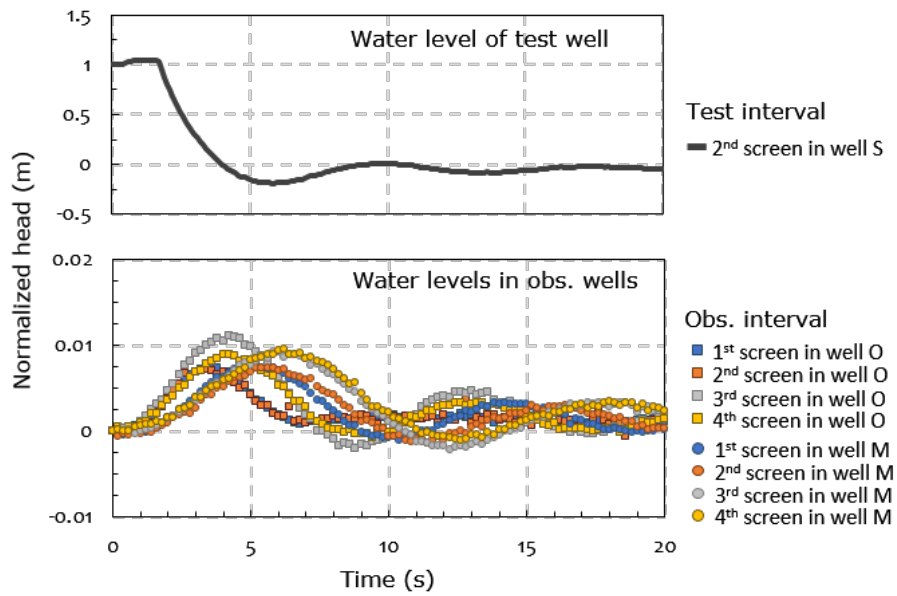 1.5
Water level of test well
1
0.5
0
-0.5
Test interval
2nd screen in well S
Normalized head (m)
0.02
Water levels in obs. wells
0.01
0
-0.01
0
5
10
15
20
Time (s)
Obs. interval
1st screen in well O
2nd screen in well O
3rd screen in well O
4th screen in well O
1st screen in well M
2nd screen in well M
3rd screen in well M
4th screen in well M